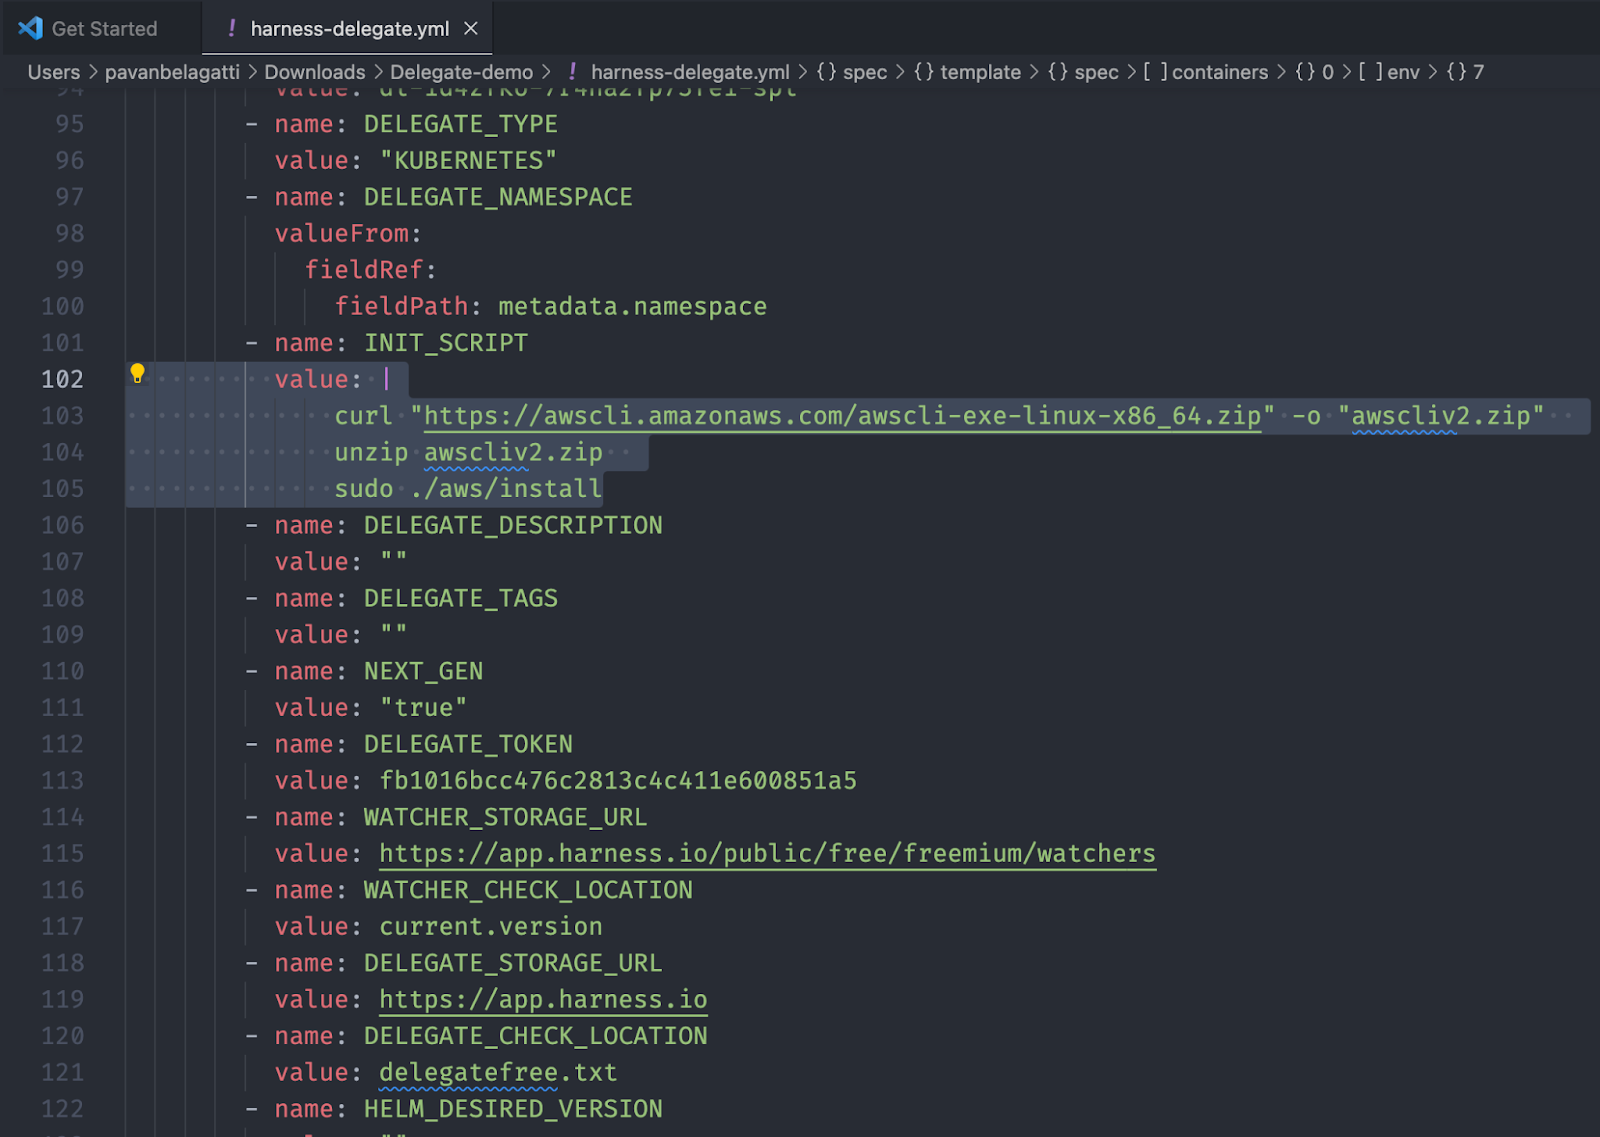 Get Started
! harness-delegate.yml ×
Users > pavanbelagatti > Downloads > Delegate-demo > ! harness-delegate.yml > {} spec > {} template > {} spec > [ ] containers > {} 0 > [ ] env > {} 7
94 value:
95 - name: DELEGATE_TYPE
96 value: "KUBERNETES"
97 - name: DELEGATE_NAMESPACE
98 valueFrom:
99 fieldRef:
100 fieldPath: metadata.namespace
101 - name: INIT_SCRIPT
102 value: |
103 curl "https://awscli.amazonaws.com/awscli-exe-linux-x86_64.zip" -o "awscliv2.zip"
104 unzip awscliv2.zip
105 sudo ./aws/install
106 - name: DELEGATE_DESCRIPTION
107 value: ""
108 - name: DELEGATE_TAGS
109 value: ""
110 - name: NEXT_GEN
111 value: "true"
112 - name: DELEGATE_TOKEN
113 value: fb1016bcc476c2813c4c411e600851a5
114 - name: WATCHER_STORAGE_URL
115 value: https://app.harness.io/public/free/freemium/watchers
116 - name: WATCHER_CHECK_LOCATION
117 value: current.version
118 - name: DELEGATE_STORAGE_URL
119 value: https://app.harness.io
120 - name: DELEGATE_CHECK_LOCATION
121 value: delegatefree.txt
122 - name: HELM_DESIRED_VERSION